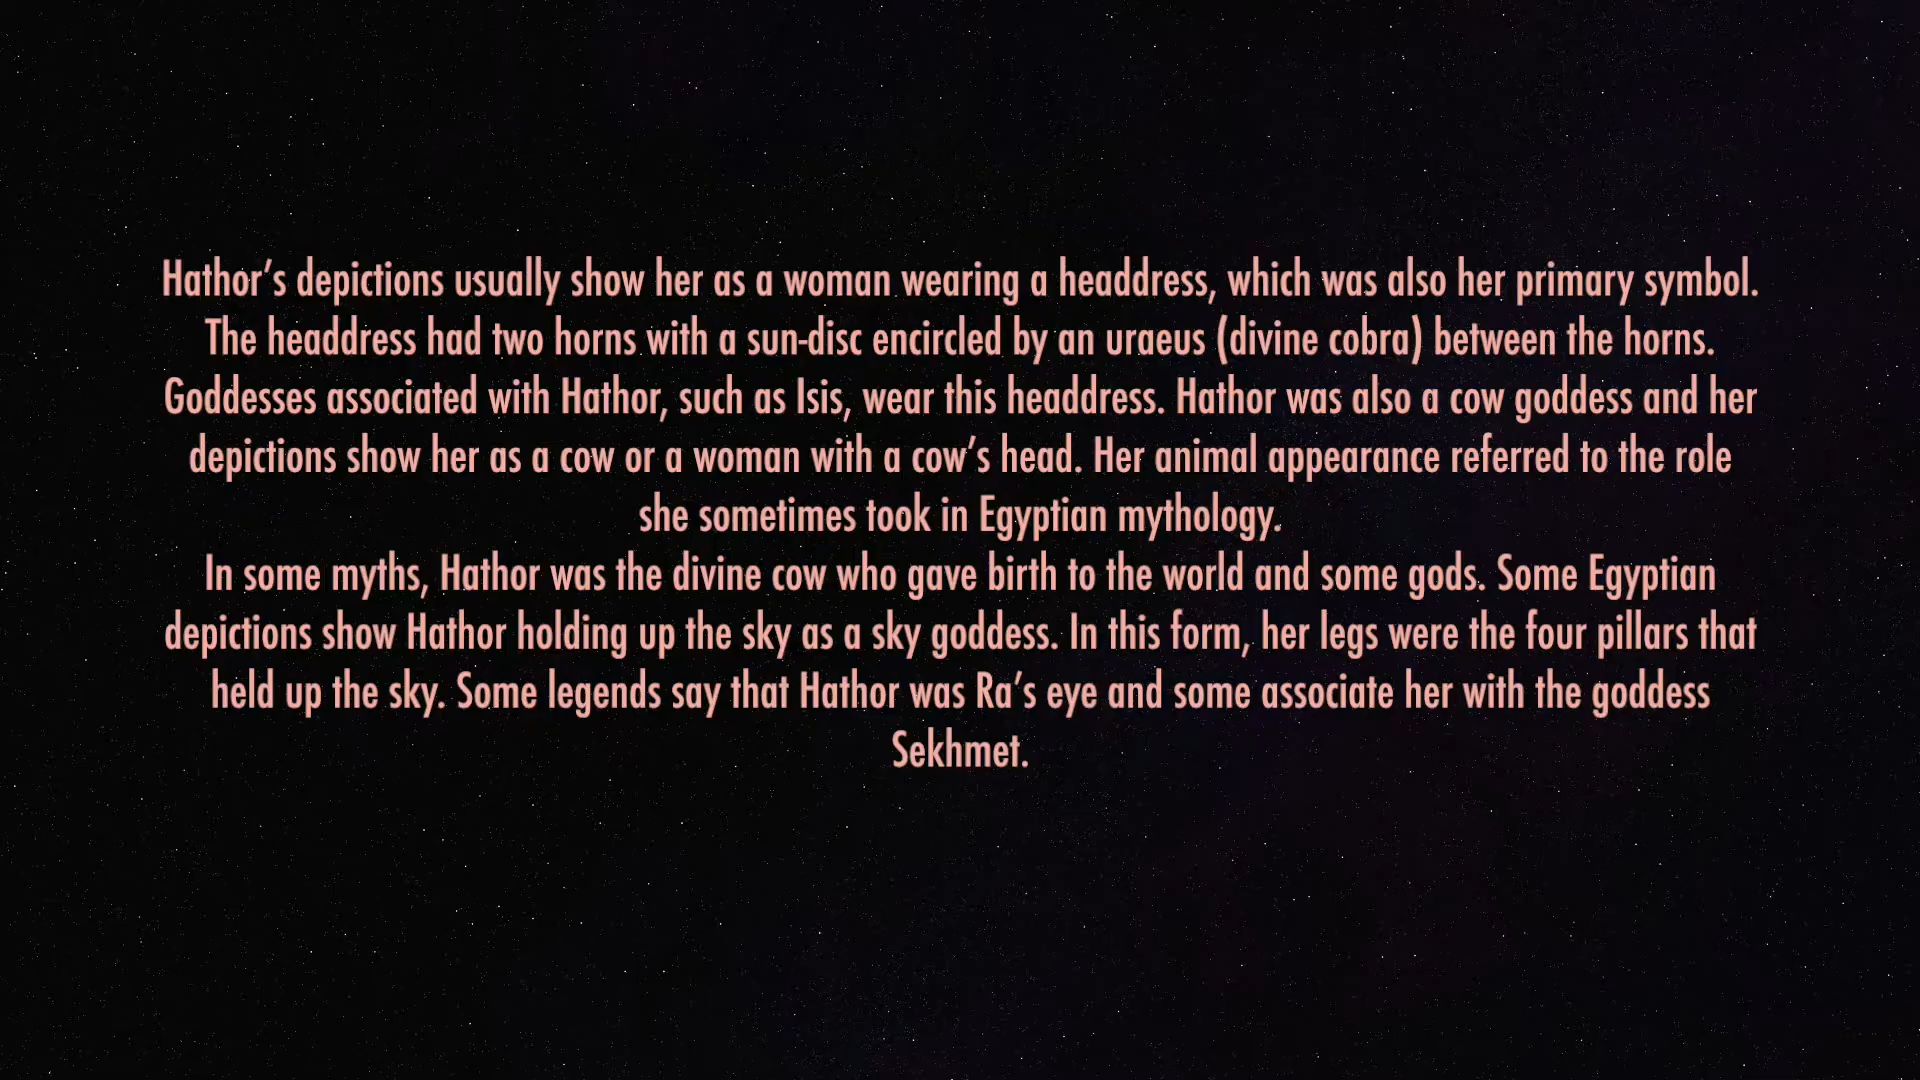 Hathor’s depictions usually show her as a woman wearing a headdress, which was also her primary symbol.
The headdress had two horns with a sun-disc encircled by an uraeus (divine cobra) between the horns.
Goddesses associated with Hathor, such as Isis, wear this headdress. Hathor was also a cow goddess and her
depictions show her as a cow or a woman with a cow’s head. Her animal appearance referred to the role
she sometimes took in Egyptian mythology.
In some myths, Hathor was the divine cow who gave birth to the world and some gods. Some Egyptian
depictions show Hathor holding up the sky as a sky goddess. In this form, her legs were the four pillars that
held up the sky. Some legends say that Hathor was Ra’s eye and some associate her with the goddess
Sekhmet.